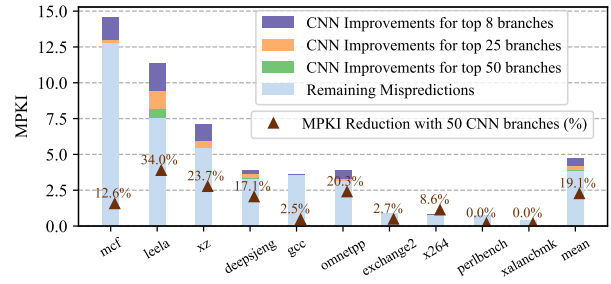 15.0
12.5
10.0
7.5
5.0
2.5
0.0
MPKI
CNN Improvements for top 8 branches
CNN Improvements for top 25 branches
CNN Improvements for top 50 branches
Remaining Mispredictions
MPKI Reduction with 50 CNN branches (%)
12.6%
34.0%
23.7%
17.1%
2.5%
20.3%
2.7%
8.6%
0.0%
0.0%
19.1%
mcf
leela
xz
deepsjeng
gcc
omnetpp
exchange2
x264
perlbench
xalancbmk
mean